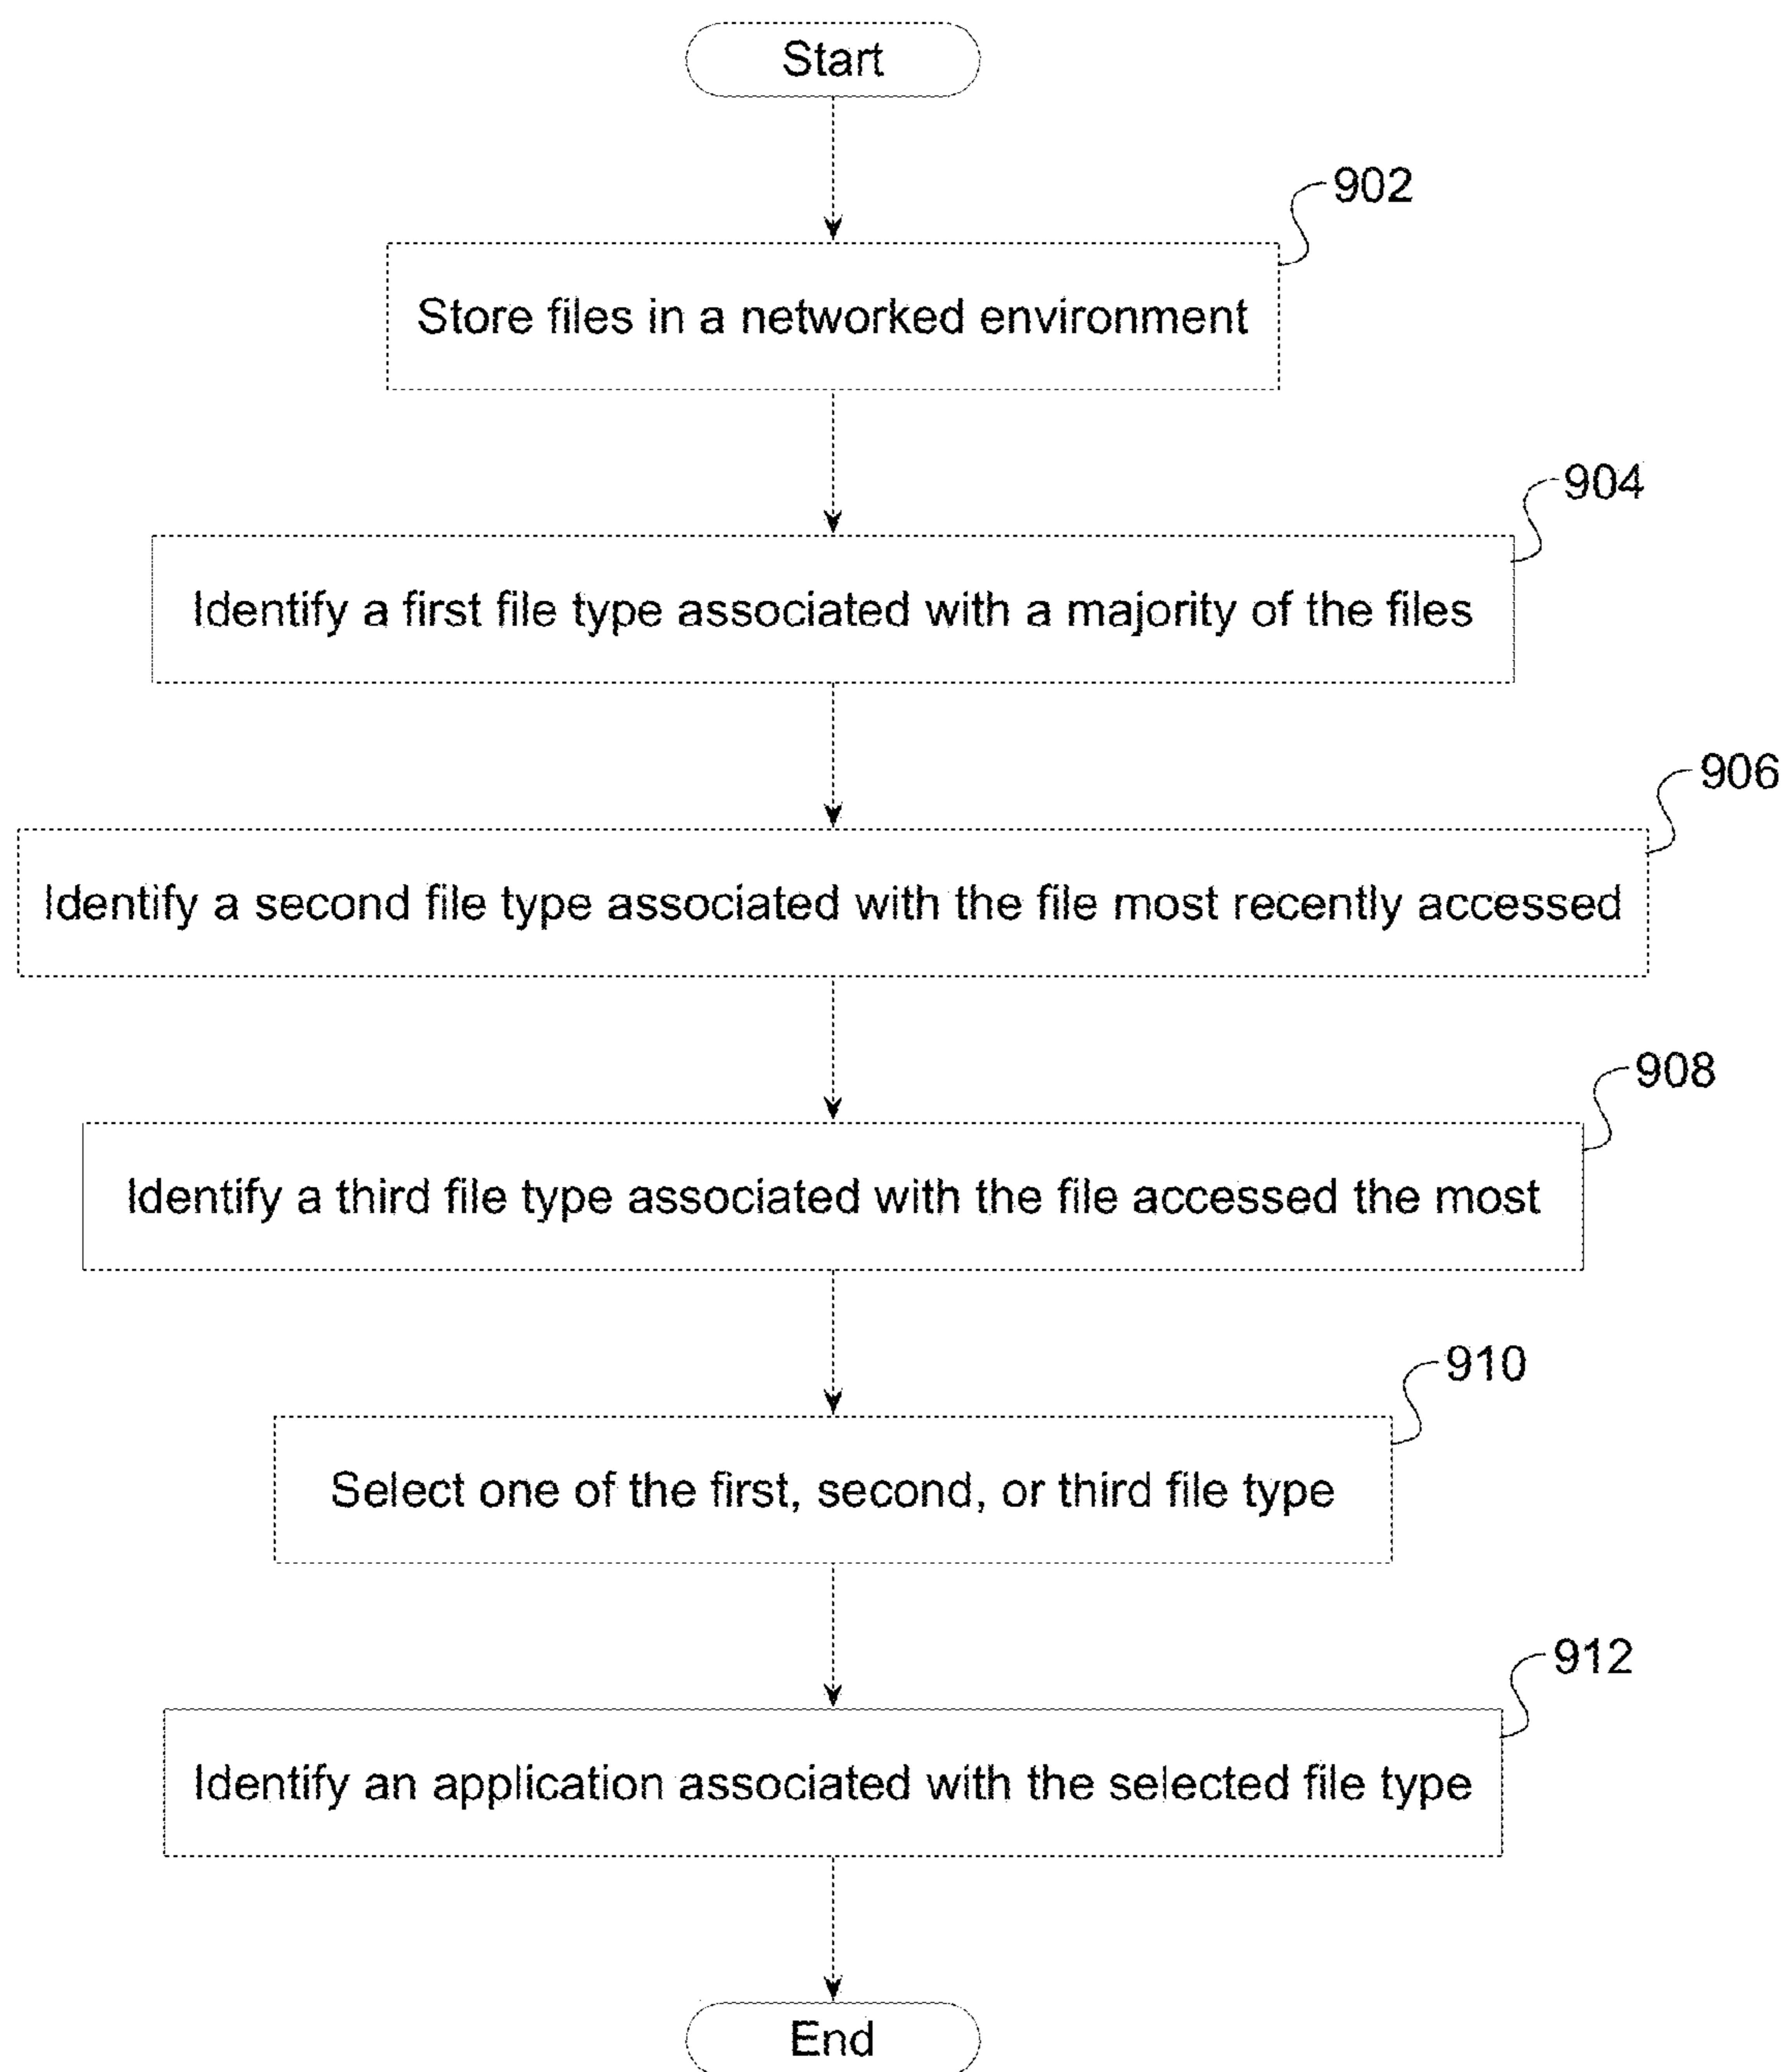 Start
902
Store files in a networked environment
904
Identify a first file type associated with a majority of the files
906
Identify a second file type associated with the file most recently accessed
908
Identify a third file type associated with the file accessed the most
910
Select one of the first, second, or third file type
912
Identify an application associated with the selected file type
End